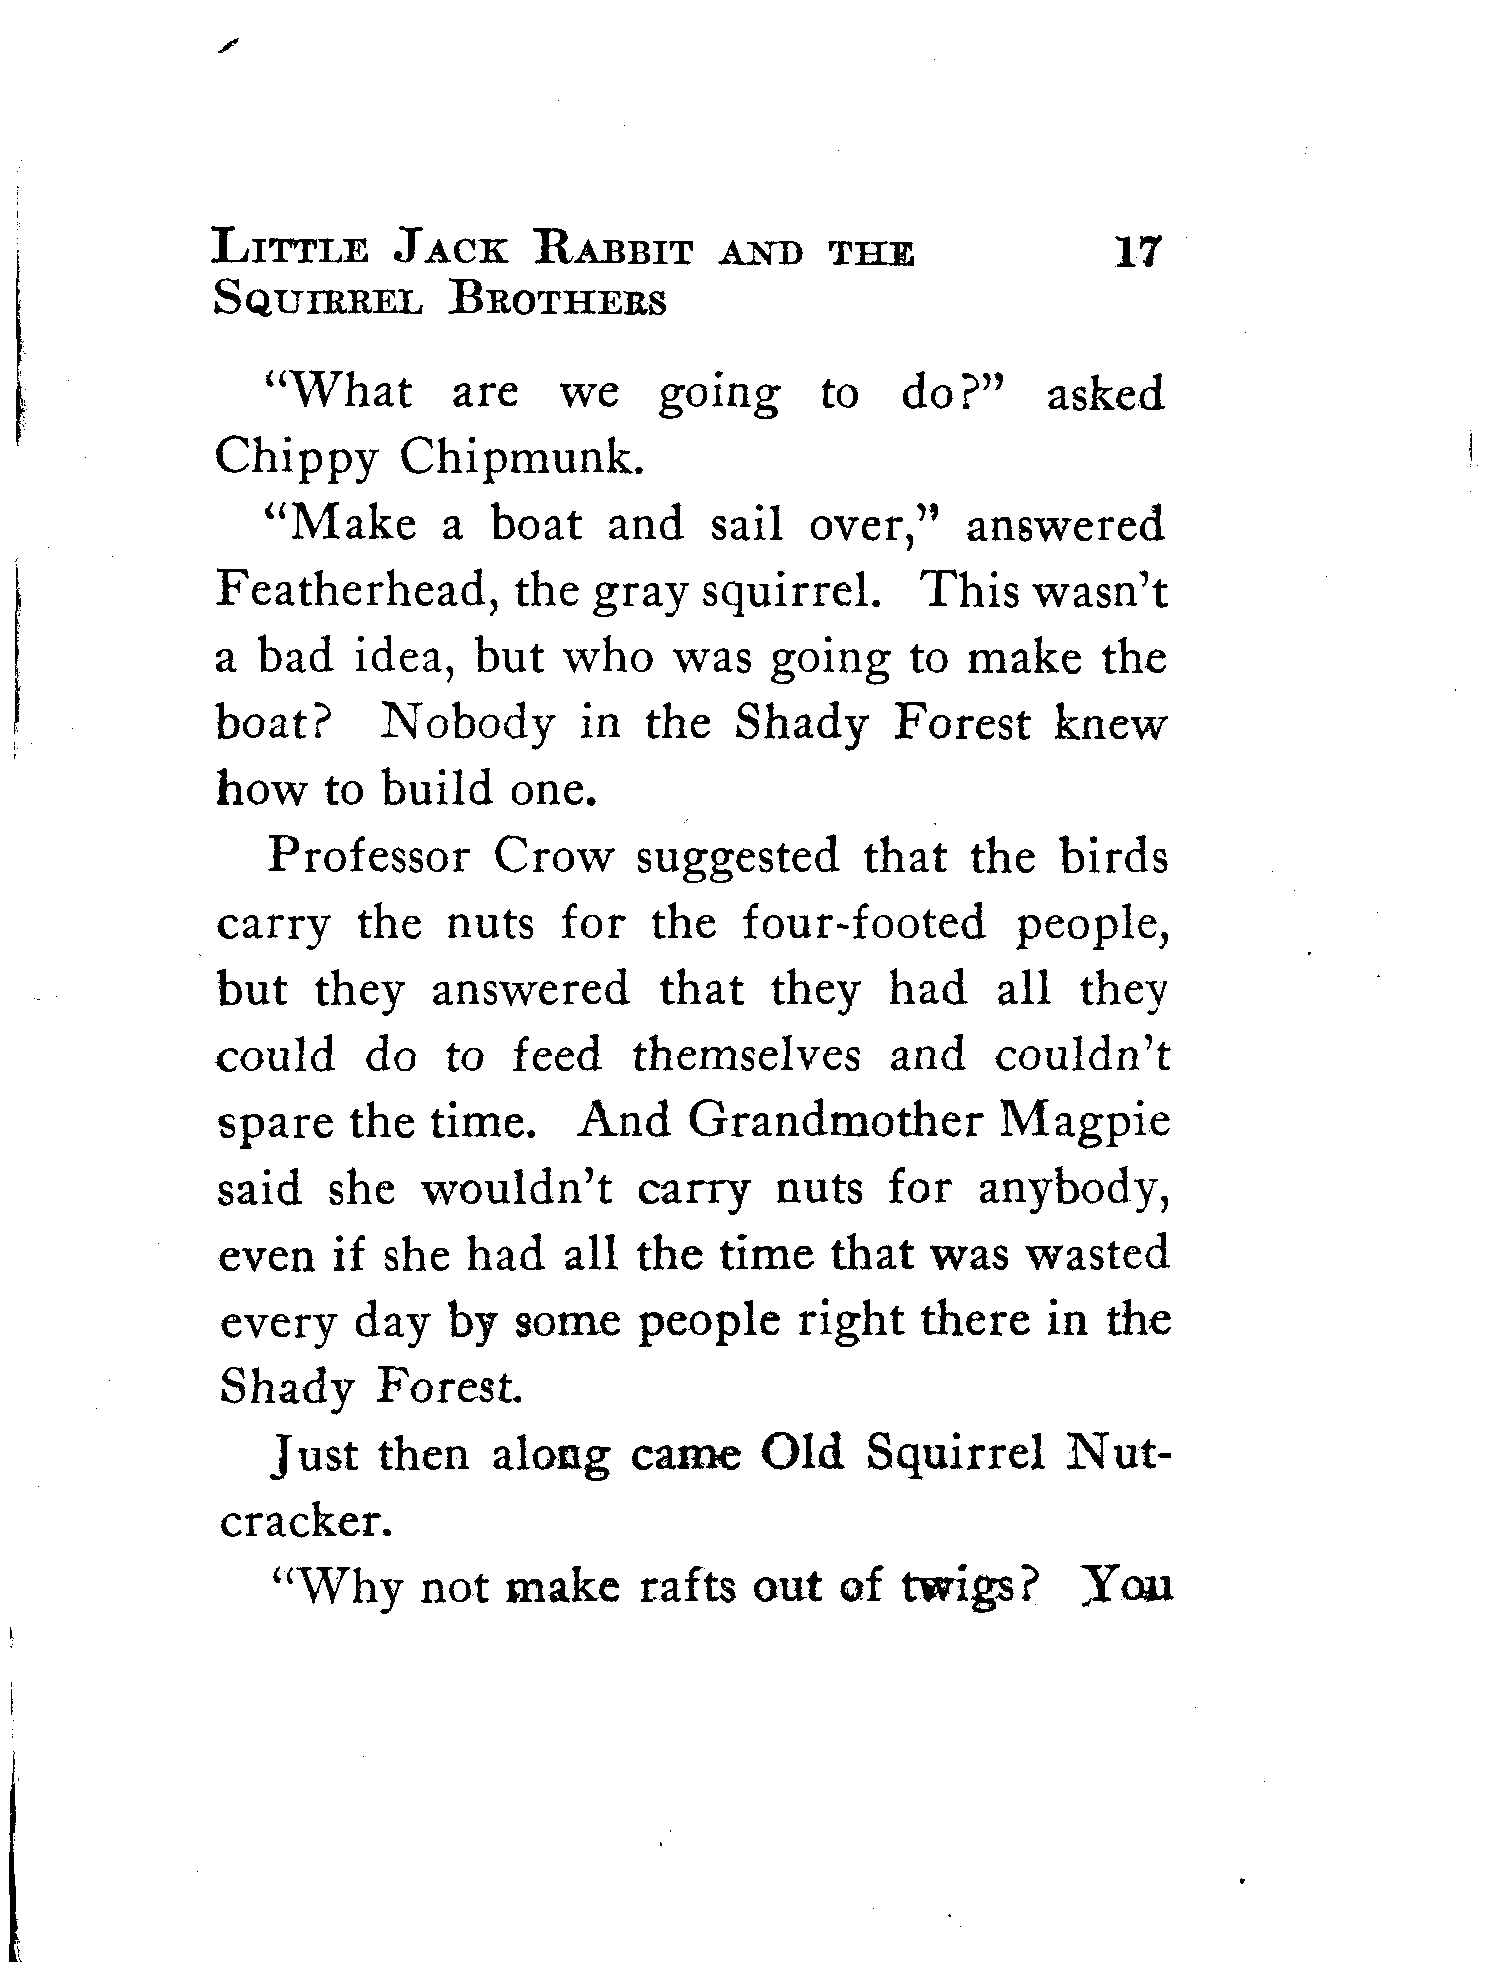 LITTLE JACK RABBIT AND THE 17
SQUIRREL BROTHERS
“What are we going to do?” asked
Chippy Chipmunk.
“Make a boat and sail over,” answered
Featherhead, the gray squirrel. This wasn’t
a bad idea, but who was going to make the
boat? Nobody in the Shady Forest knew
how to build one.
Professor Crow suggested that the birds
carry the nuts for the four-footed people,
but they answered that they had all they
could do to feed themselves and couldn’t
spare the time. And Grandmother Magpie
said she wouldn’t carry nuts for anybody,
even if she had all the time that was wasted
every day by some people right there in the
Shady Forest.
Just then along came Old Squirrel Nut-
cracker.
“Why not make rafts out of twigs? You